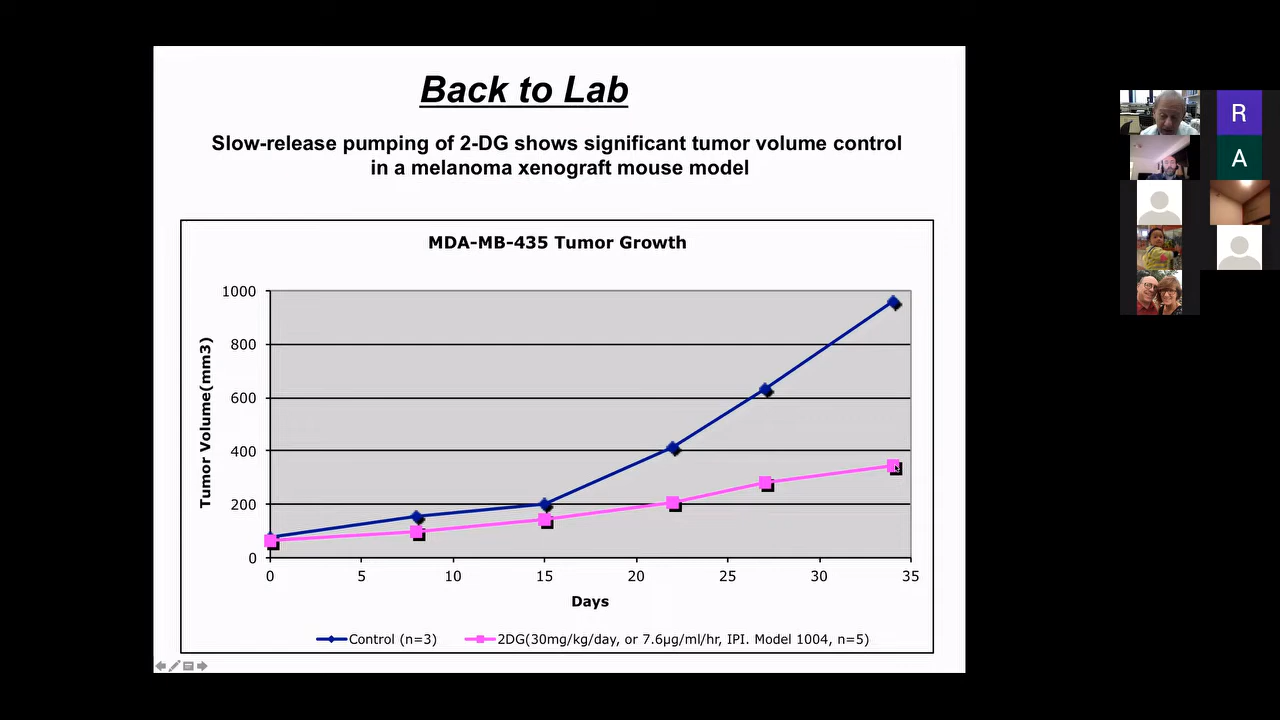 Back to Lab
Slow-release pumping of 2-DG shows significant tumor volume control
in a melanoma xenograft mouse model
MDA-MB-435 Tumor Growth
Tumor Volume(mm3)
1000
800
600
400
200
0
0 5 10 15 20 25 30 35
Days
Control (n=3) 2DG(30mg/kg/day, or 7.6µg/ml/hr, IPI. Model 1004, n=5)
R
A